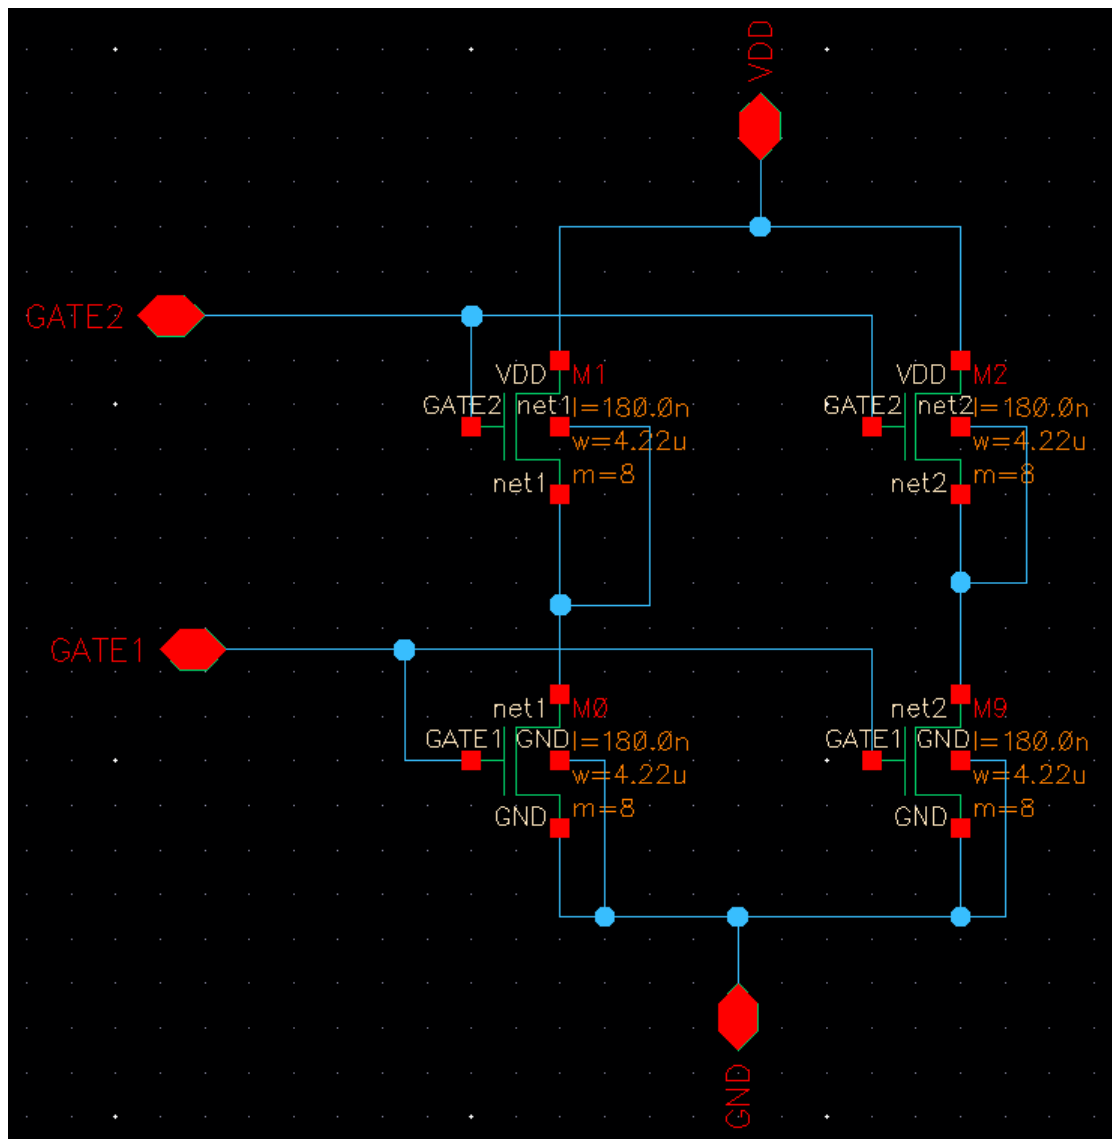 VDD
GATE2
VDD M1
GATE2 net1 l=180.0n
w=4.22u
net1 m=8
VDD M2
GATE2 net2 l=180.0n
w=4.22u
net2 m=8
GATE1
net1 M0
GATE1 GND l=180.0n
w=4.22u
GND m=8
net2 M9
GATE1 GND l=180.0n
w=4.22u
GND m=8
GND